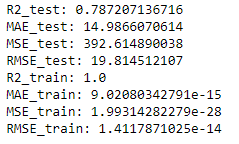 R2_test: 0.787207136716
MAE_test: 14.9866070614
MSE_test: 392.614890038
RMSE_test: 19.814512107
R2_train: 1.0
MAE_train: 9.02080342791e-15
MSE_train: 1.99314282279e-28
RMSE_train: 1.4117871025e-14